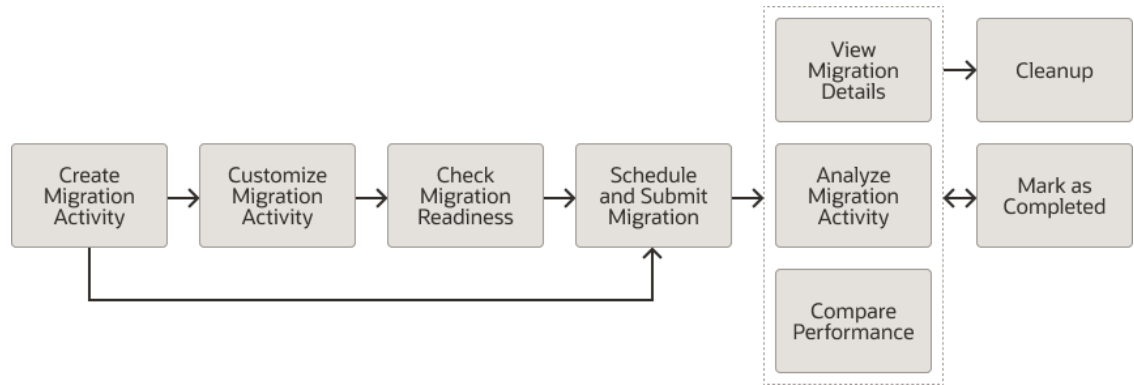 Create
Migration
Activity
Customize
Migration
Activity
Check
Migration
Readiness
Schedule
and Submit
Migration
View
Migration
Details
Analyze
Migration
Activity
Compare
Performance
Cleanup
Mark as
Completed